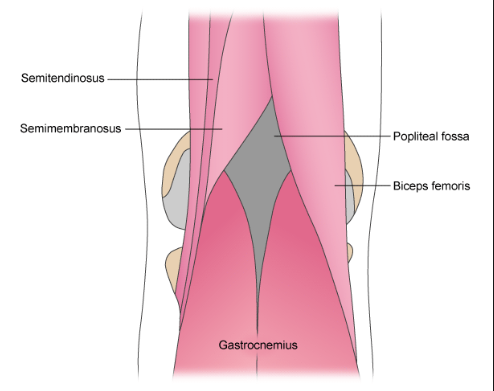 Semitendinosus
Semimembranosus
Popliteal fossa
Biceps femoris
Gastrocnemius